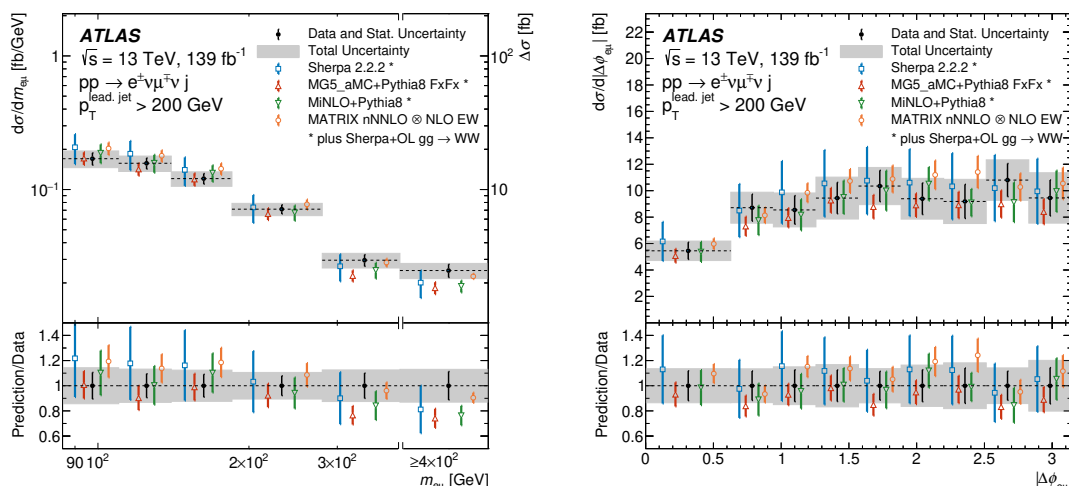 dσ/dm_eμ [fb/GeV]
1
10⁻¹
ATLAS
√s = 13 TeV, 139 fb⁻¹
pp → e±νμ∓ν j
p_T^lead. jet > 200 GeV
Data and Stat. Uncertainty
Total Uncertainty
Sherpa 2.2.2 *
MG5_aMC+Pythia8 FxFx *
MiNLO+Pythia8 *
MATRIX nNNLO ⊗ NLO EW
* plus Sherpa+OL gg → WW
Δσ [fb]
10²
10
Prediction/Data
1.4
1.2
1.0
0.8
0.6
90 10² 2×10² 3×10² ≥4×10²
m_eμ [GeV]
dσ/d|Δφ_eμ| [fb]
22
20
18
16
14
12
10
8
6
4
2
ATLAS
√s = 13 TeV, 139 fb⁻¹
pp → e±νμ∓ν j
p_T^lead. jet > 200 GeV
Data and Stat. Uncertainty
Total Uncertainty
Sherpa 2.2.2 *
MG5_aMC+Pythia8 FxFx *
MiNLO+Pythia8 *
MATRIX nNNLO ⊗ NLO EW
* plus Sherpa+OL gg → WW
Prediction/Data
1.4
1.2
1.0
0.8
0.6
0 0.5 1 1.5 2 2.5 3
|Δφ